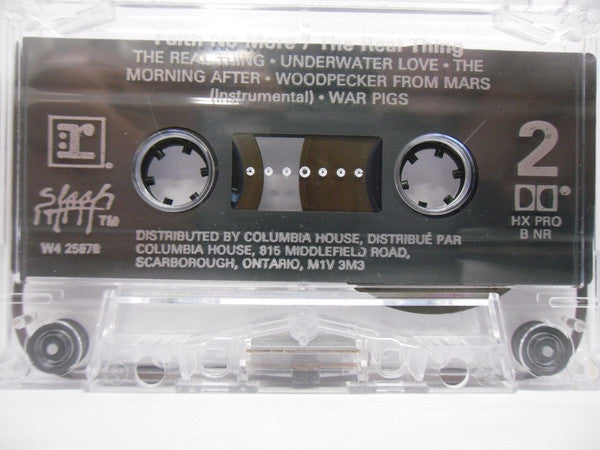 Faith No More / The Real Thing
THE REAL THING • UNDERWATER LOVE • THE
MORNING AFTER • WOODPECKER FROM MARS
(Instrumental) • WAR PIGS
r
2
slash
TM
HX PRO
B NR
W4 25878
DISTRIBUTED BY COLUMBIA HOUSE, DISTRIBUÉ PAR
COLUMBIA HOUSE, 815 MIDDLEFIELD ROAD,
SCARBOROUGH, ONTARIO, M1V 3M3